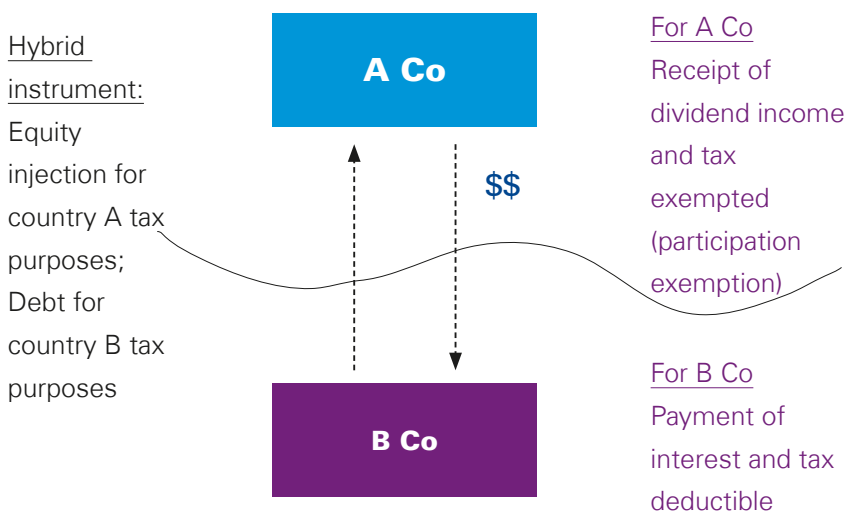 Hybrid
instrument:
Equity
injection for
country A tax
purposes;
Debt for
country B tax
purposes
A Co
$$
B Co
For A Co
Receipt of
dividend income
and tax
exempted
(participation
exemption)
For B Co
Payment of
interest and tax
deductible